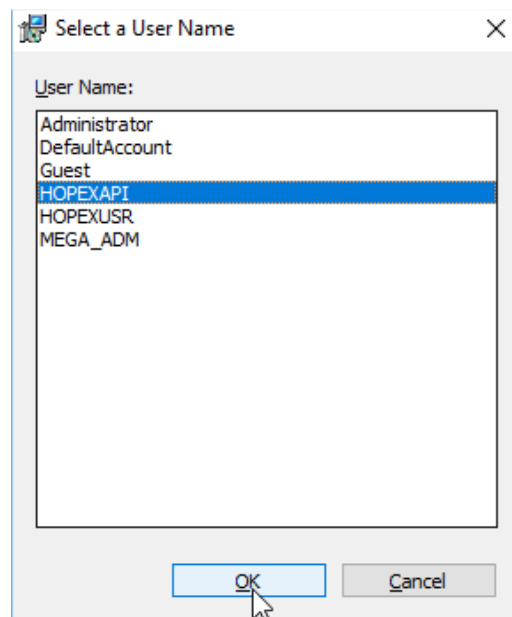 Select a User Name
User Name:
Administrator
DefaultAccount
Guest
HOPEXAPI
HOPEXUSR
MEGA_ADM
OK
Cancel